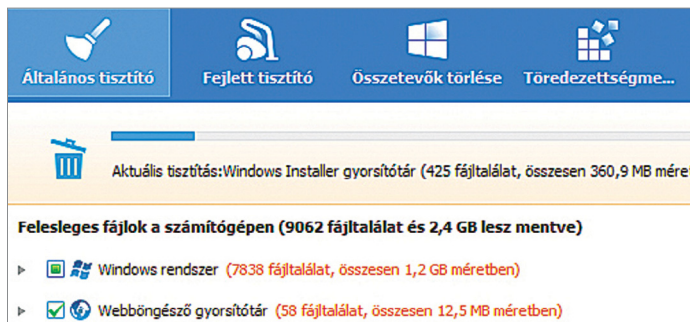 Általános tisztító Fejlett tisztító Összetevők törlése Töredezettségme...
Aktuális tisztítás:Windows Installer gyorsítótár (425 fájltalálat, összesen 360,9 MB mére
Felesleges fájlok a számítógépen (9062 fájltalálat és 2,4 GB lesz mentve)
Windows rendszer (7838 fájltalálat, összesen 1,2 GB méretben)
Webböngésző gyorsítótár (58 fájltalálat, összesen 12,5 MB méretben)